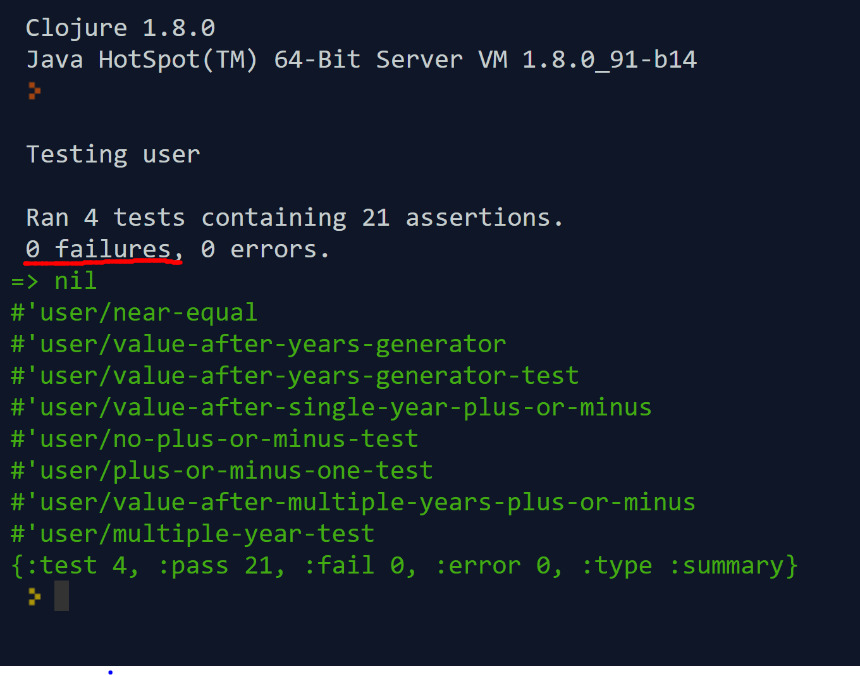 Clojure 1.8.0
Java HotSpot(TM) 64-Bit Server VM 1.8.0_91-b14
Testing user
Ran 4 tests containing 21 assertions.
0 failures, 0 errors.
=> nil
#'user/near-equal
#'user/value-after-years-generator
#'user/value-after-years-generator-test
#'user/value-after-single-year-plus-or-minus
#'user/no-plus-or-minus-test
#'user/plus-or-minus-one-test
#'user/value-after-multiple-years-plus-or-minus
#'user/multiple-year-test
{:test 4, :pass 21, :fail 0, :error 0, :type :summary}